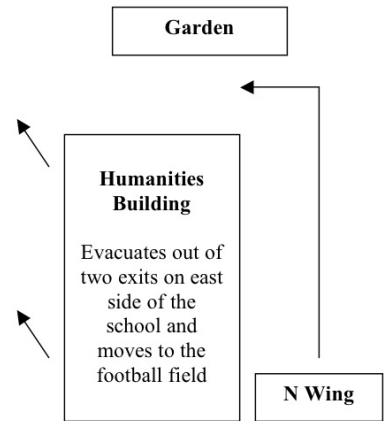 Garden
Humanities
Building
Evacuates out of
two exits on east
side of the
school and
moves to the
football field
N Wing